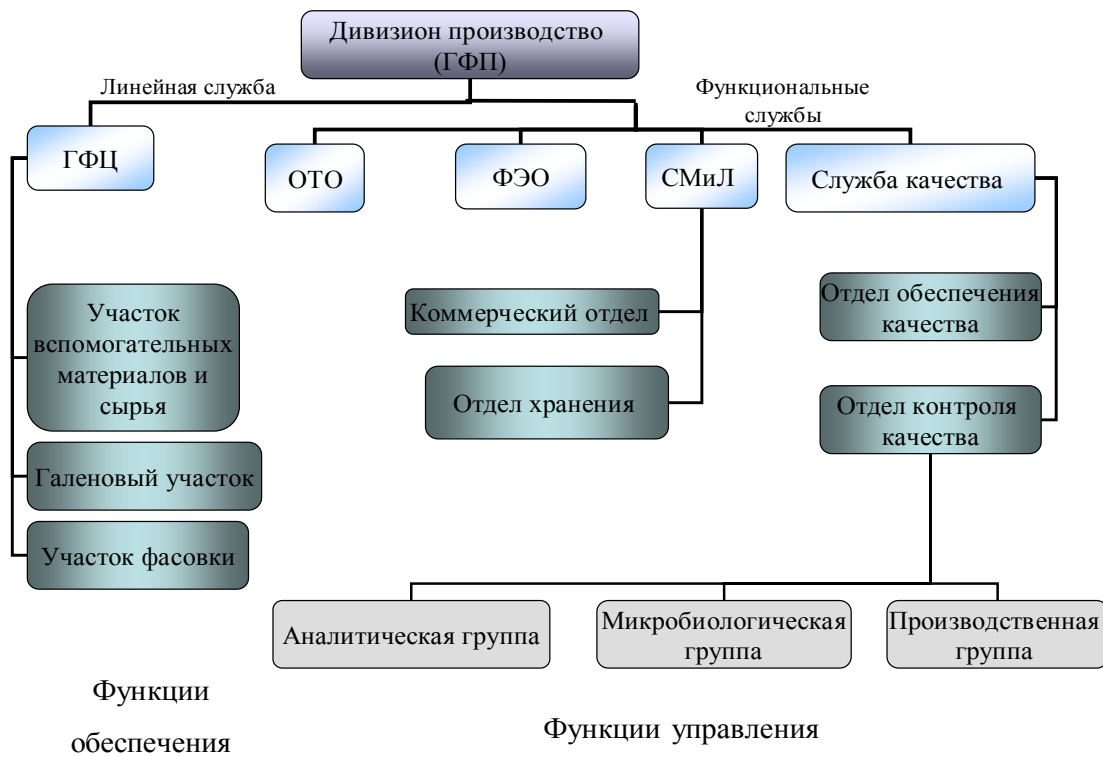 Дивизион производство
(ГФП)
Линейная служба
Функциональные
службы
ГФЦ
ОТО
ФЭО
СМиЛ
Служба качества
Участок
вспомогательных
материалов и
сырья
Коммерческий отдел
Отдел обеспечения
качества
Отдел хранения
Отдел контроля
качества
Галеновый участок
Участок фасовки
Аналитическая группа
Микробиологическая
группа
Производственная
группа
Функции
обеспечения
Функции управления